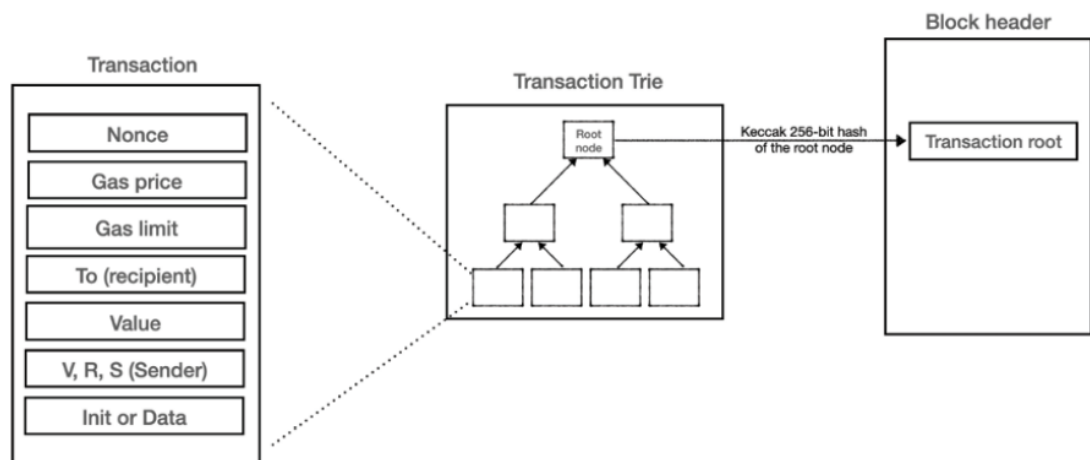 Block header
Transaction
Transaction Trie
Nonce
Gas price
Gas limit
To (recipient)
Value
V, R, S (Sender)
Init or Data
Root
node
Keccak 256-bit hash
of the root node
Transaction root